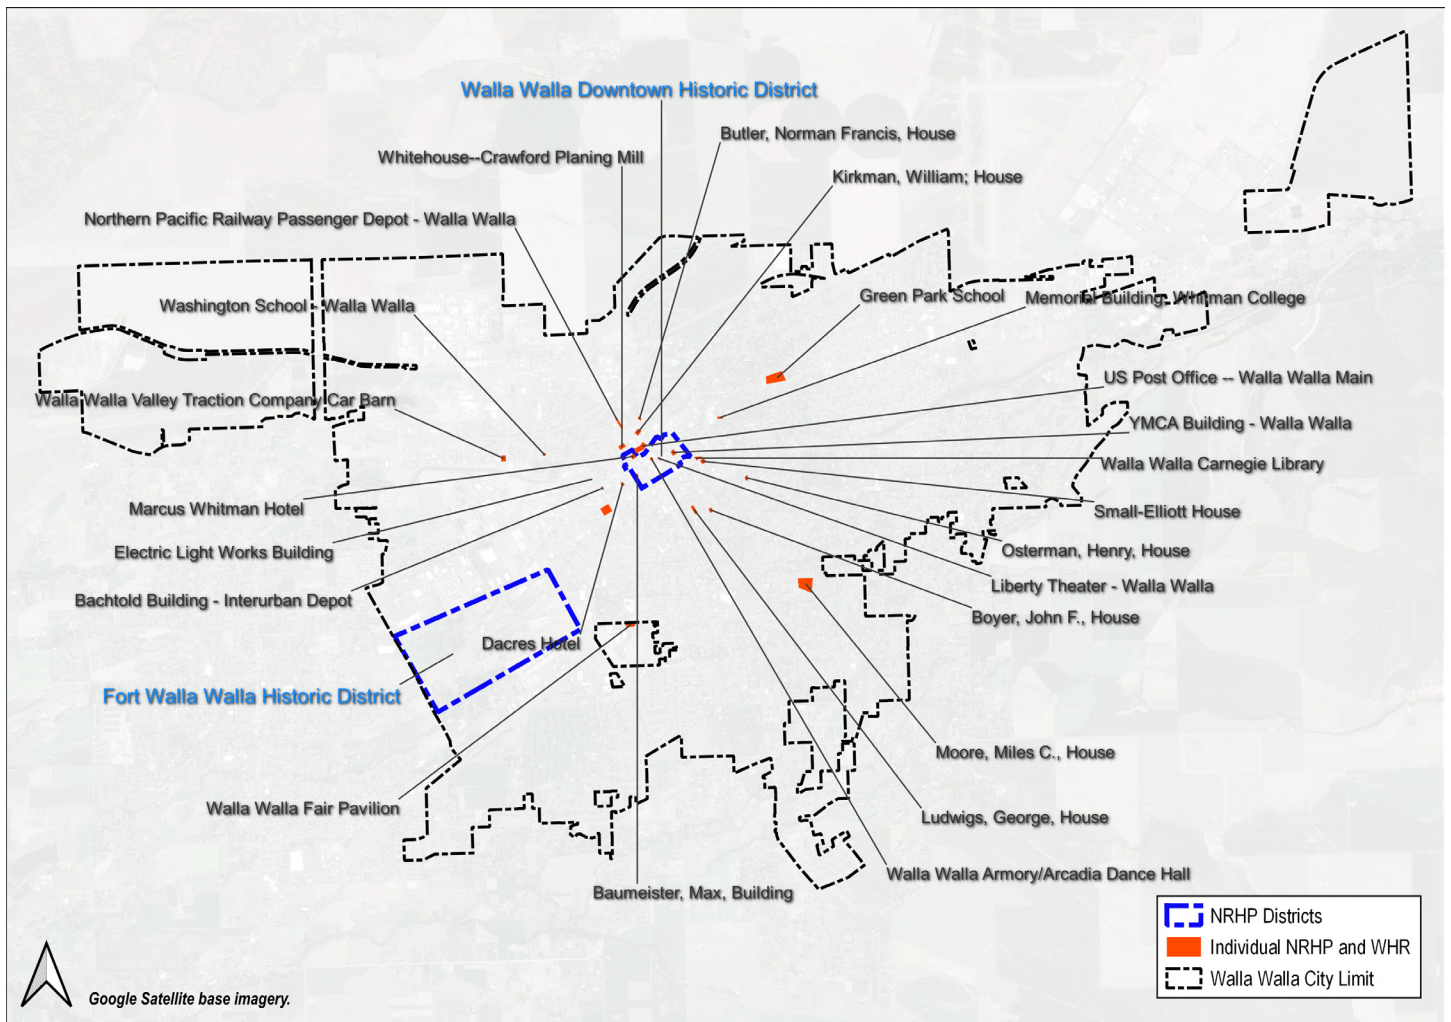 Walla Walla Downtown Historic District
Butler, Norman Francis, House
Whitehouse--Crawford Planing Mill
Kirkman, William; House
Northern Pacific Railway Passenger Depot - Walla Walla
Green Park School
Memorial Building, Whitman College
Washington School - Walla Walla
US Post Office -- Walla Walla Main
Walla Walla Valley Traction Company Car Barn
YMCA Building - Walla Walla
Walla Walla Carnegie Library
Marcus Whitman Hotel
Small-Elliott House
Electric Light Works Building
Osterman, Henry, House
Liberty Theater - Walla Walla
Bachtold Building - Interurban Depot
Boyer, John F., House
Dacres Hotel
Fort Walla Walla Historic District
Moore, Miles C., House
Walla Walla Fair Pavilion
Ludwigs, George, House
Walla Walla Armory/Arcadia Dance Hall
Baumeister, Max, Building
NRHP Districts
Individual NRHP and WHR
Walla Walla City Limit
Google Satellite base imagery.